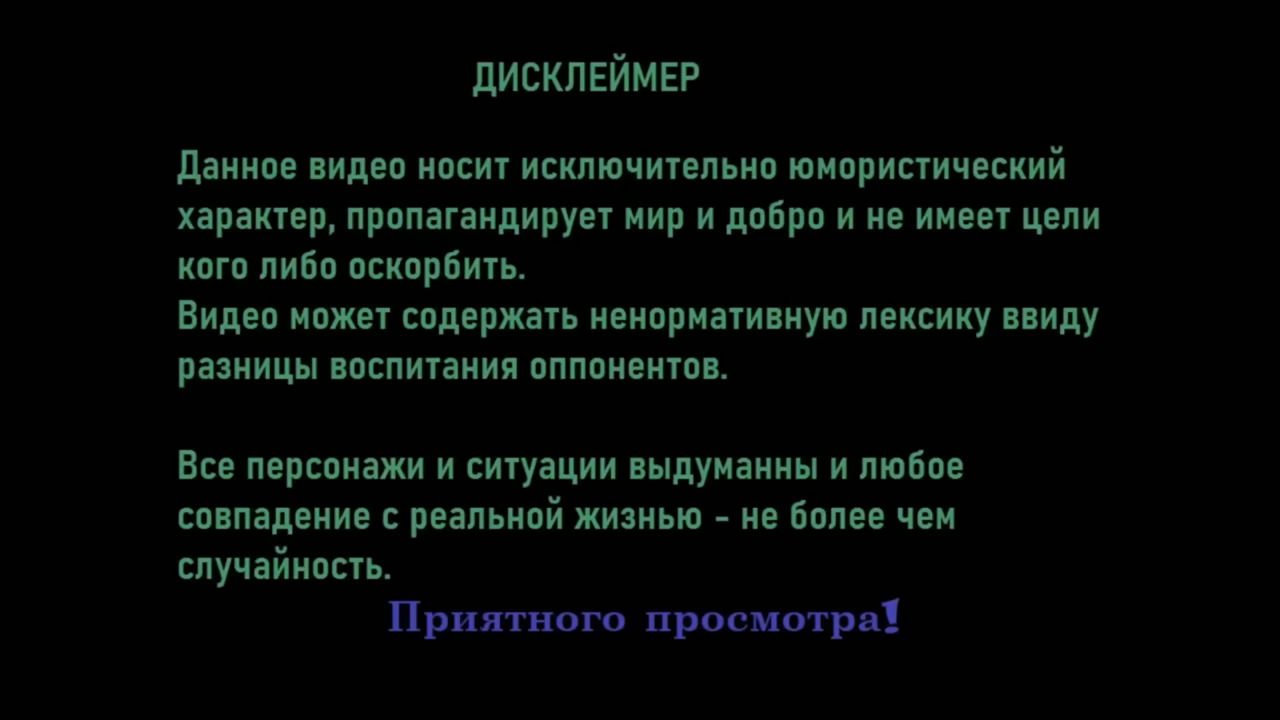 ДИСКЛЕЙМЕР
Данное видео носит исключительно юмористический
характер, пропагандирует мир и добро и не имеет цели
кого либо оскорбить.
Видео может содержать ненормативную лексику ввиду
разницы воспитания оппонентов.
Все персонажи и ситуации выдуманны и любое
совпадение с реальной жизнью - не более чем
случайность.
Приятного просмотра!